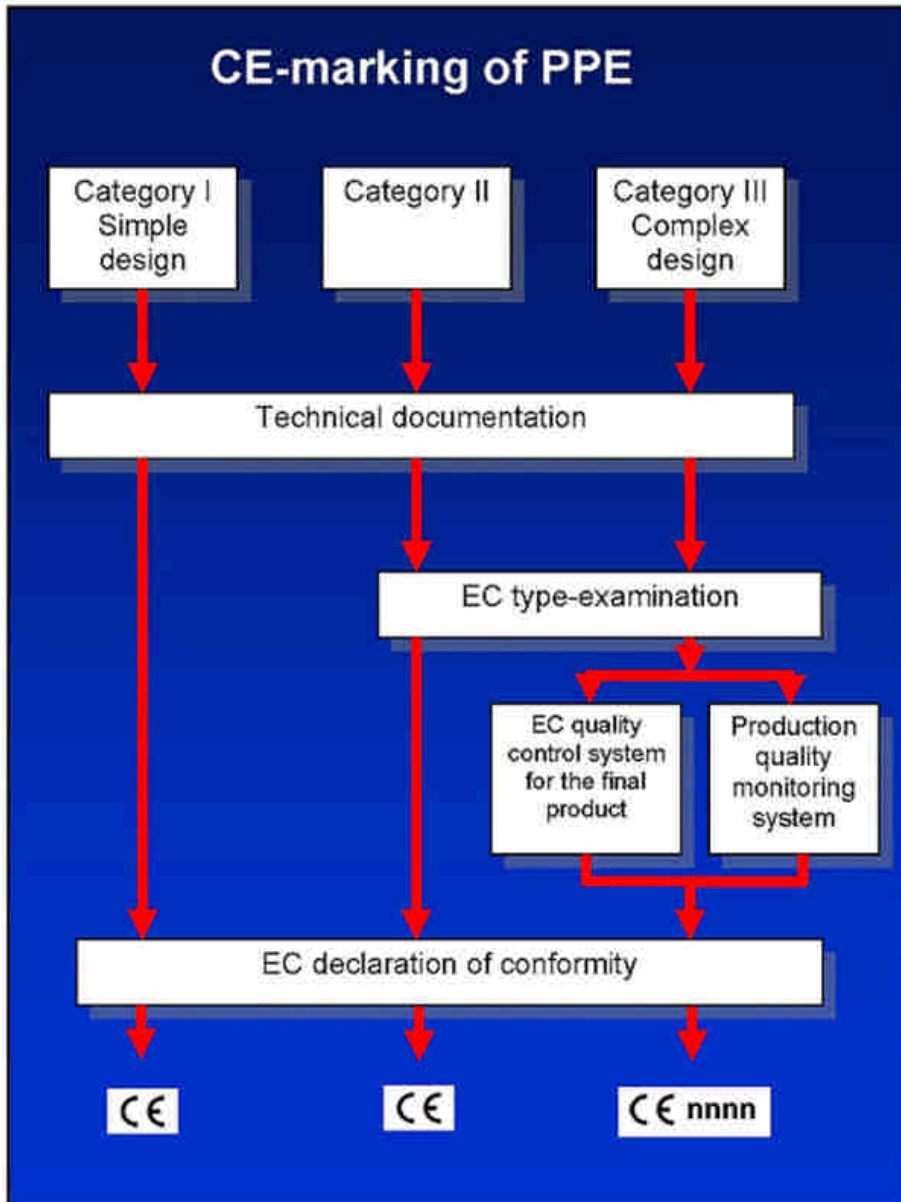 CE-marking of PPE
Category I
Simple
design
Category II
Category III
Complex
design
Technical documentation
EC type-examination
EC quality
control system
for the final
product
Production
quality
monitoring
system
EC declaration of conformity
CE
CE
CE nnnn